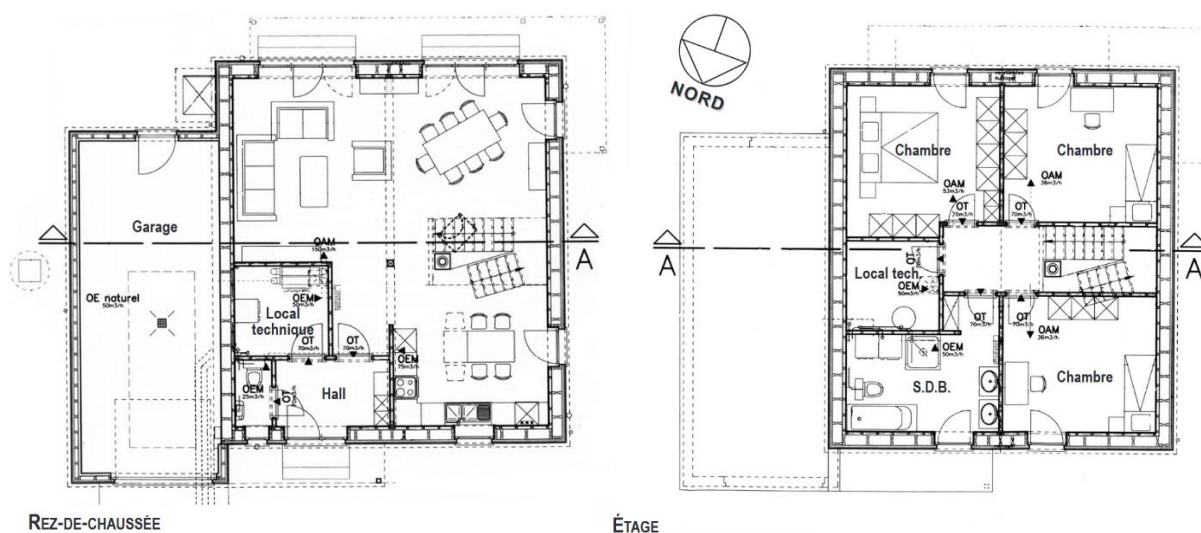 NORD
Garage
OE naturel
50m3/h
OAM
150m3/h
OEM
50m3/h
Local
technique
OT
70m3/h
OT
70m3/h
OEM
75m3/h
OEM
25m3/h
OT
Hall
A
REZ-DE-CHAUSSÉE
Chambre
Chambre
OAM
53m3/h
OAM
36m3/h
OT
70m3/h
OT
70m3/h
A
A
Local tech.
OT
OEM
50m3/h
OT
70m3/h
OT
70m3/h
OAM
36m3/h
OEM
50m3/h
S.D.B.
Chambre
ÉTAGE